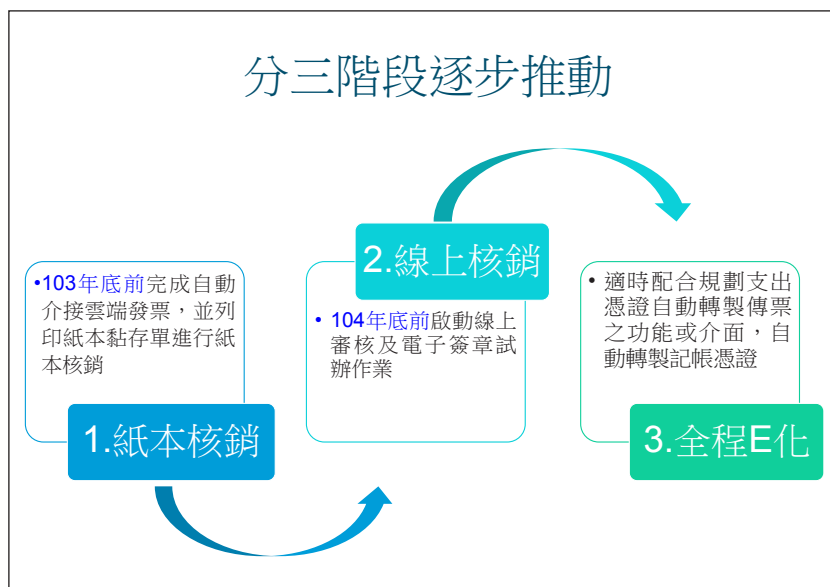 分三階段逐步推動
•103年底前完成自動
介接雲端發票，並列
印紙本黏存單進行紙
本核銷
1.紙本核銷
2.線上核銷
• 104年底前啟動線上
審核及電子簽章試
辦作業
• 適時配合規劃支出
憑證自動轉製傳票
之功能或介面，自
動轉製記帳憑證
3.全程E化